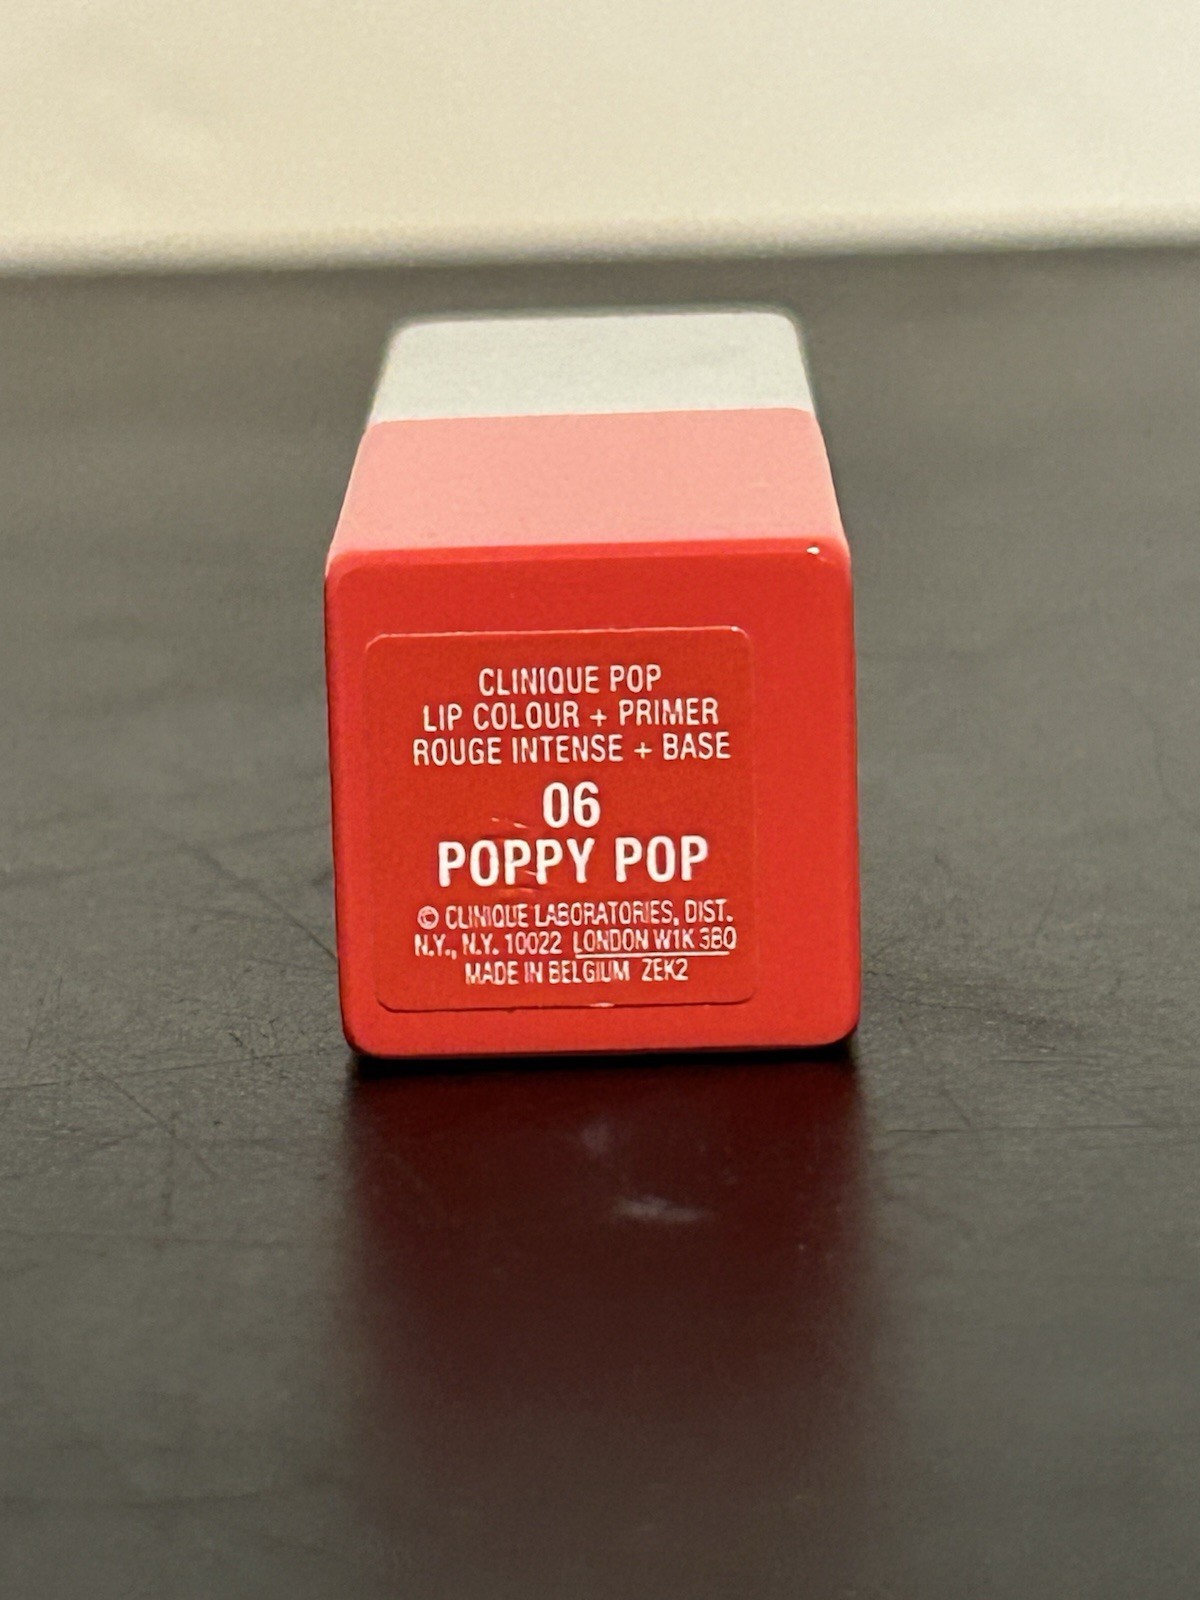 CLINIQUE POP
LIP COLOUR + PRIMER
ROUGE INTENSE + BASE
06
POPPY POP
© CLINIQUE LABORATORIES, DIST.
N.Y., N.Y. 10022 LONDON W1K 3BQ
MADE IN BELGIUM ZEK2